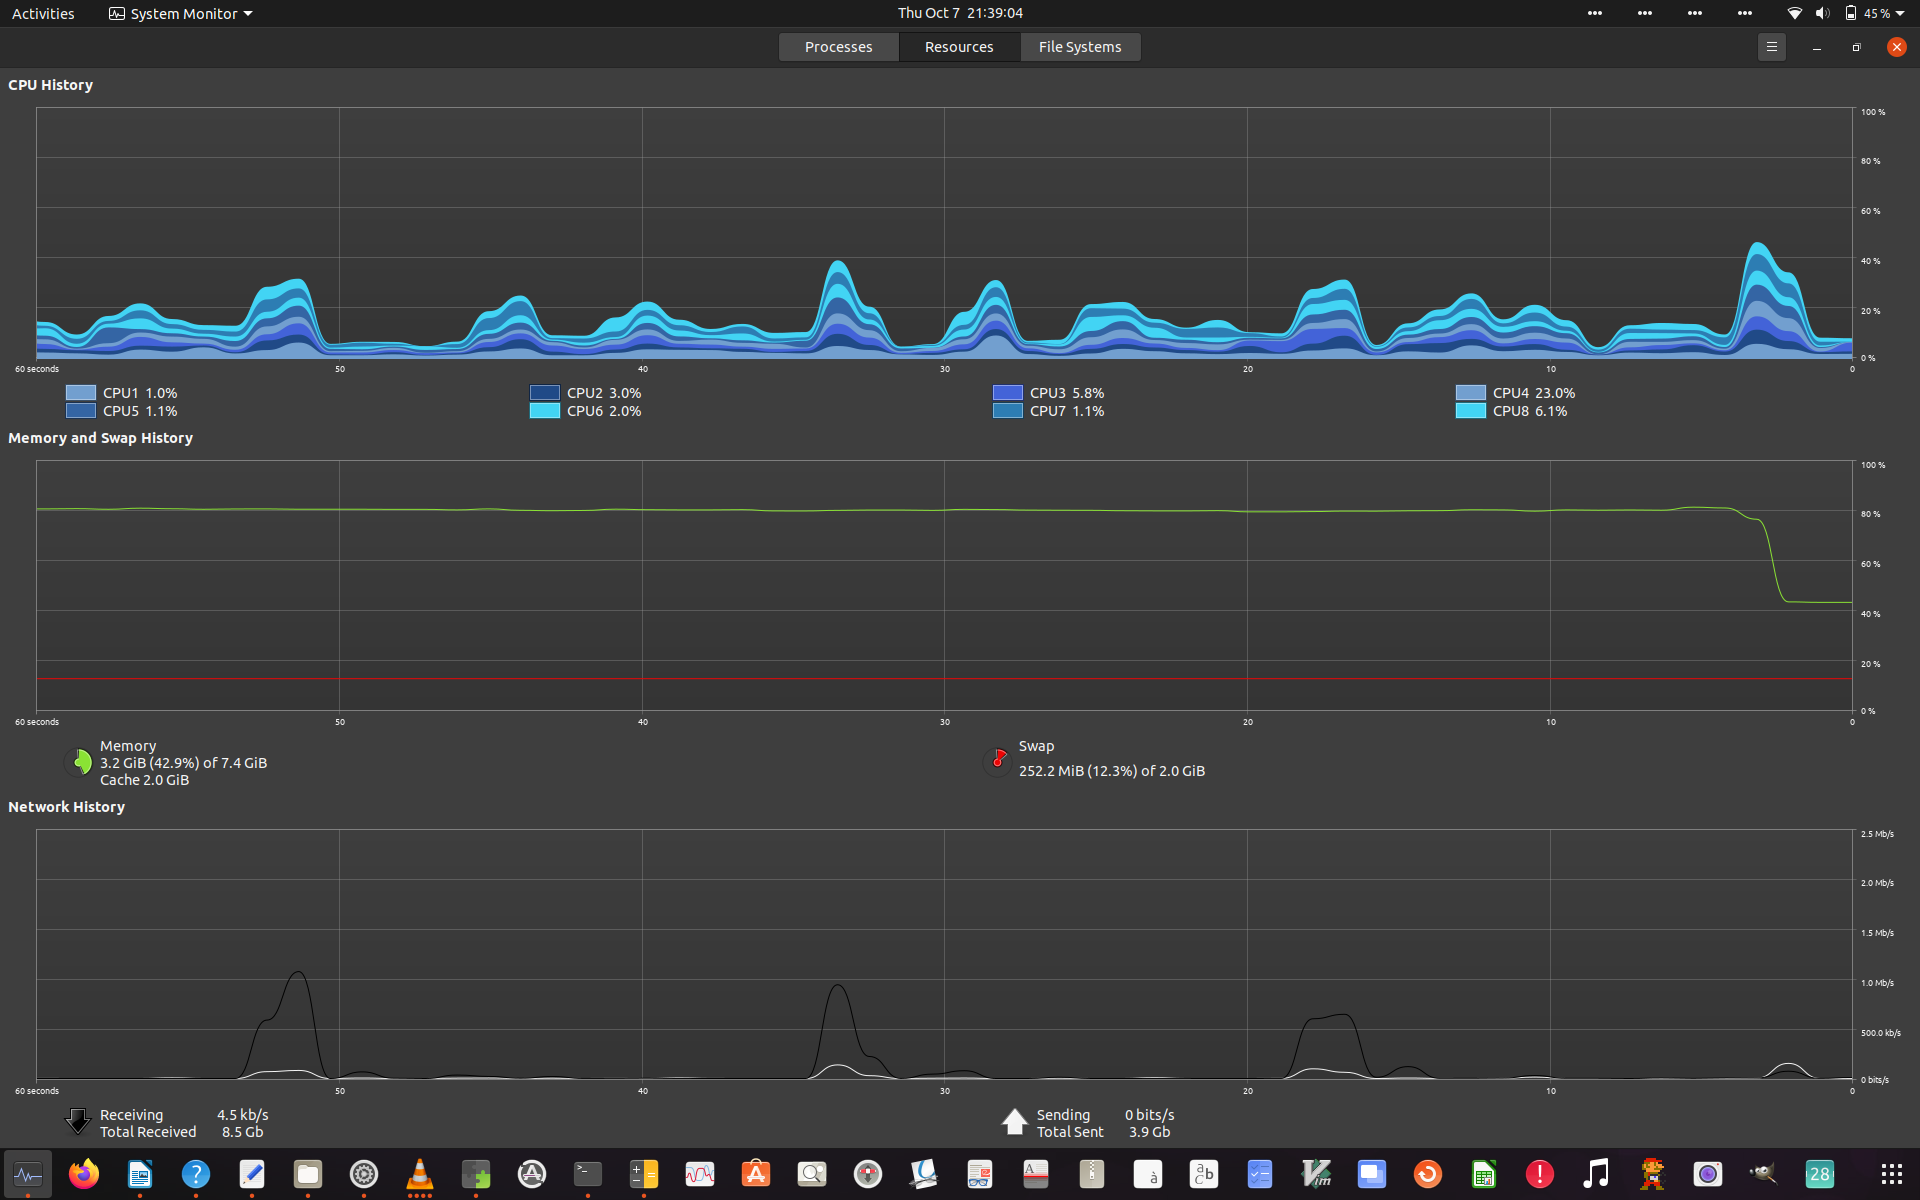 Activities System Monitor Thu Oct 7 21:39:04 45 %
Processes Resources File Systems
CPU History
100 %
80 %
60 %
40 %
20 %
0 %
60 seconds 50 40 30 20 10 0
CPU1 1.0% CPU2 3.0% CPU3 5.8% CPU4 23.0%
CPU5 1.1% CPU6 2.0% CPU7 1.1% CPU8 6.1%
Memory and Swap History
100 %
80 %
60 %
40 %
20 %
0 %
60 seconds 50 40 30 20 10 0
Memory
3.2 GiB (42.9%) of 7.4 GiB
Cache 2.0 GiB
Swap
252.2 MiB (12.3%) of 2.0 GiB
Network History
2.5 Mb/s
2.0 Mb/s
1.5 Mb/s
1.0 Mb/s
500.0 kb/s
0 bits/s
60 seconds 50 40 30 20 10 0
Receiving 4.5 kb/s
Total Received 8.5 Gb
Sending 0 bits/s
Total Sent 3.9 Gb
? >_ A A A à ab c Vim ! 28